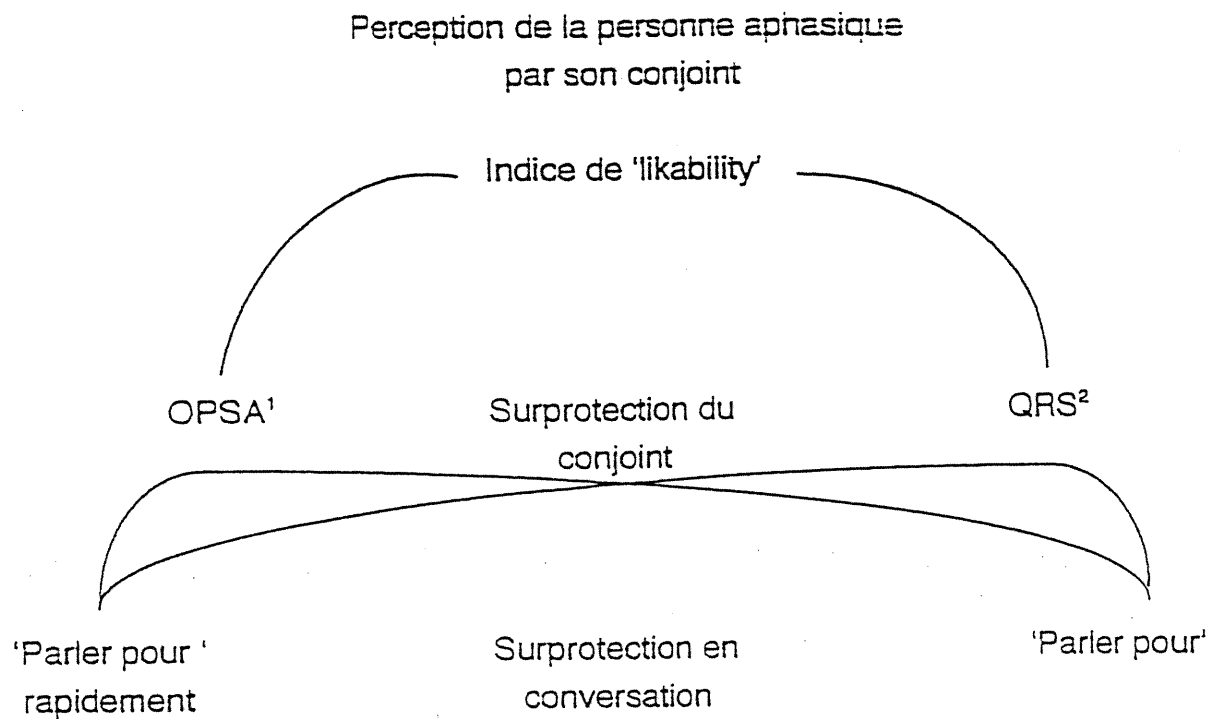 Perception de la personne aphasique
par son conjoint
Indice de 'likability'
OPSA¹
Surprotection du
conjoint
QRS²
'Parler pour '
rapidement
Surprotection en
conversation
'Parler pour'